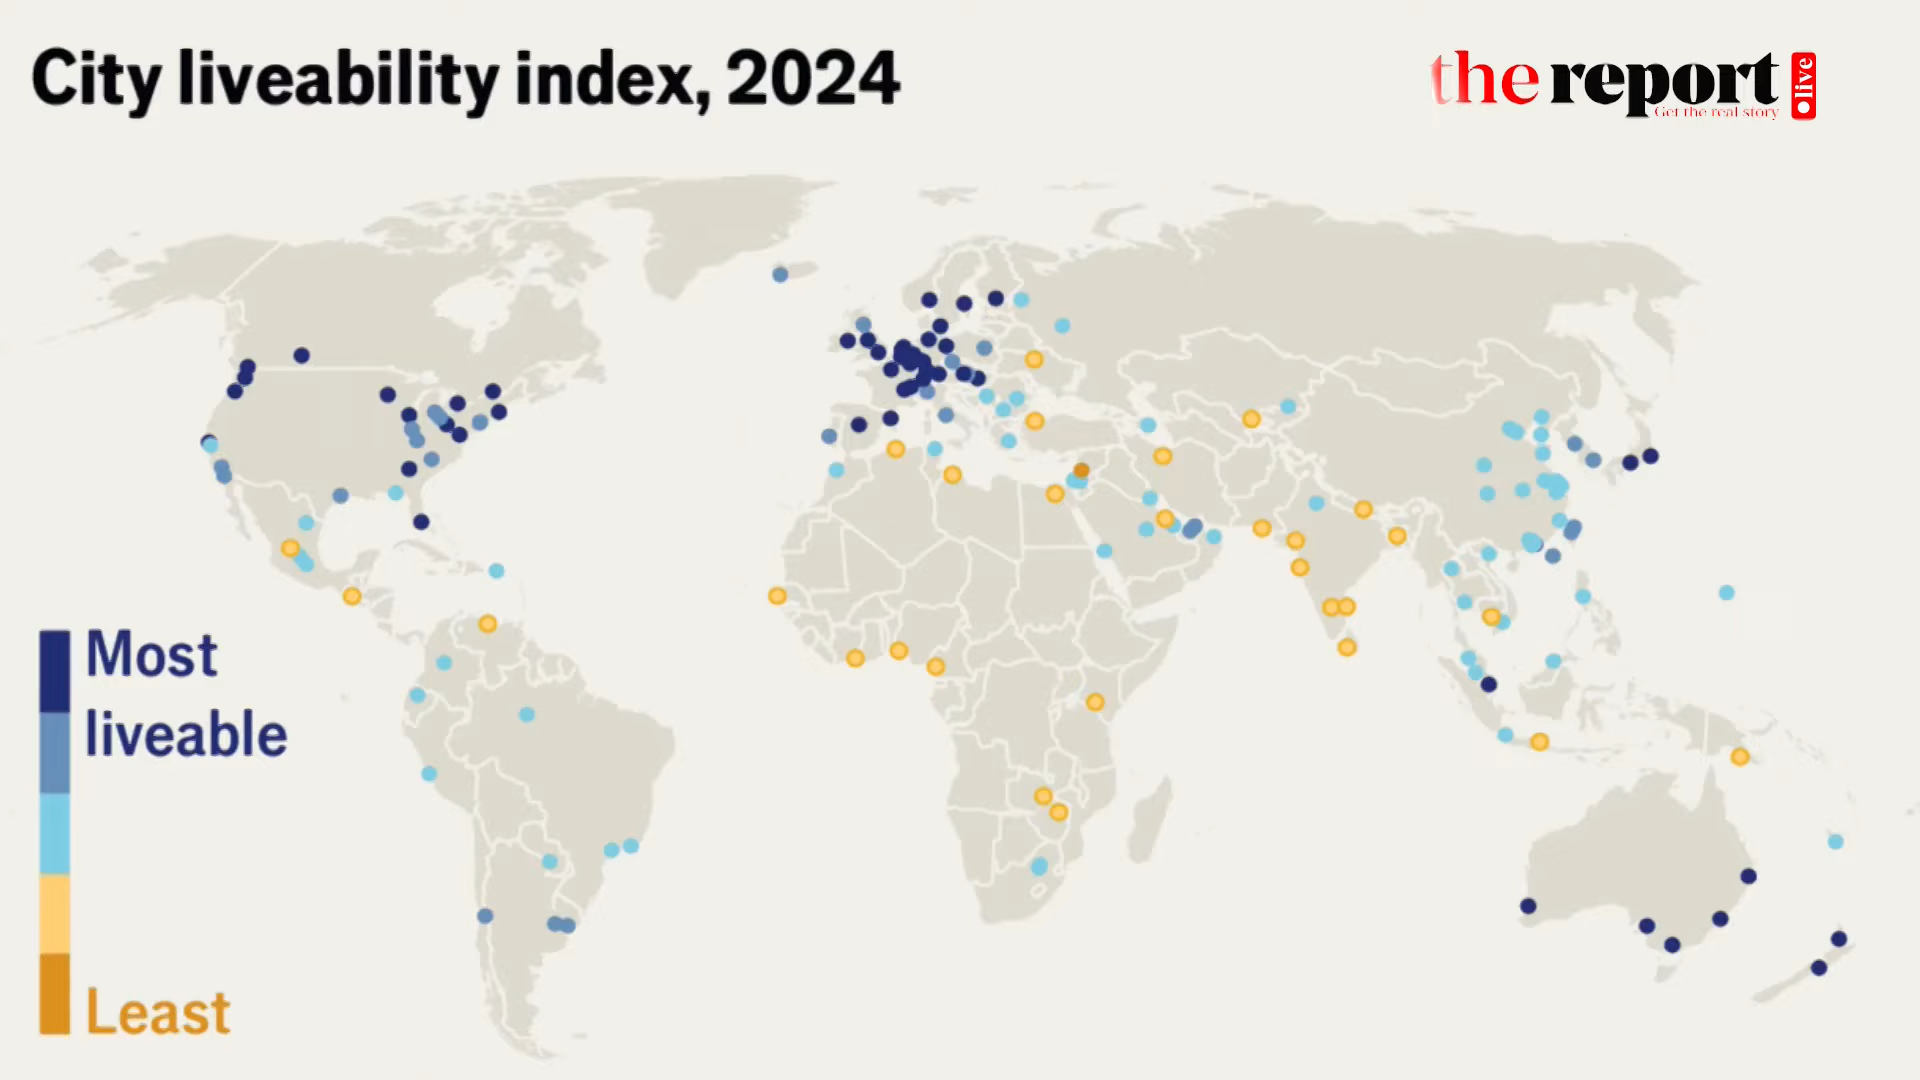 City liveability index, 2024
the report
live
Get the real story
Most
liveable
Least